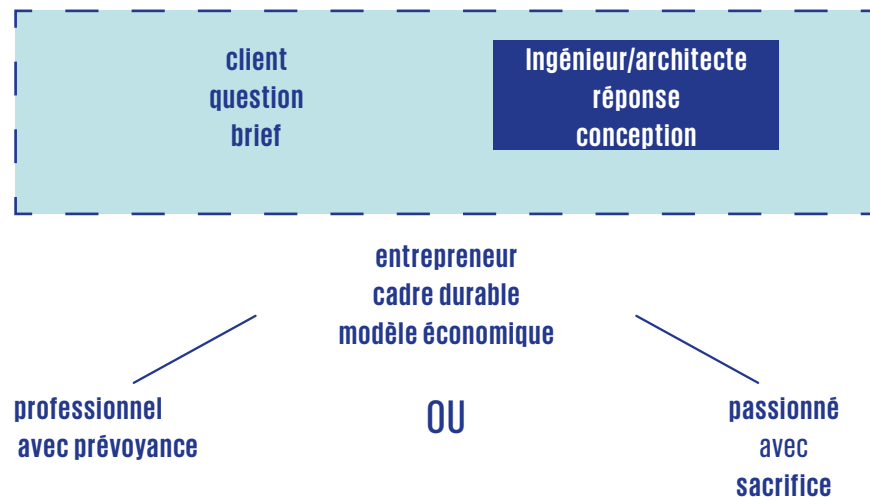 client
question
brief
Ingénieur/architecte
réponse
conception
entrepreneur
cadre durable
modèle économique
professionnel
avec prévoyance
OU
passionné
avec
sacrifice